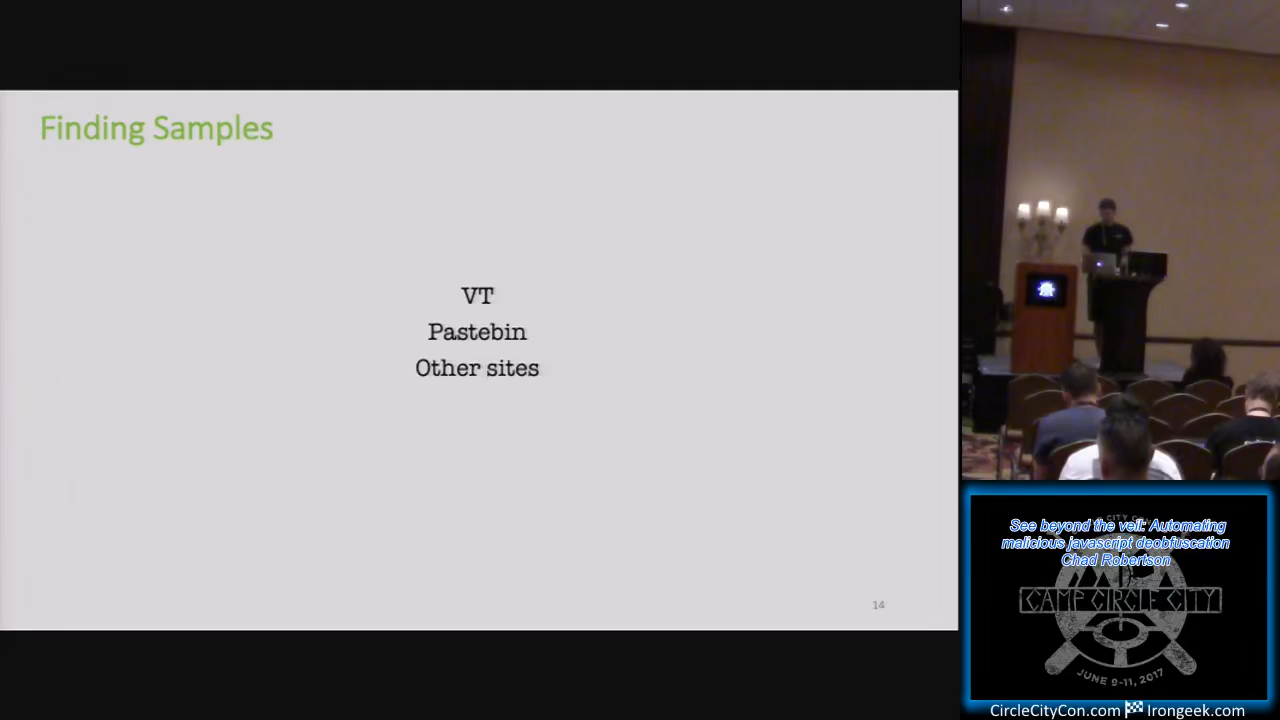 Finding Samples
VT
Pastebin
Other sites
14
See beyond the veil: Automating
malicious javascript deobfuscation
Chad Robertson
CAMP CIRCLE CITY
JUNE 9-11, 2017
CircleCityCon.com Irongeek.com